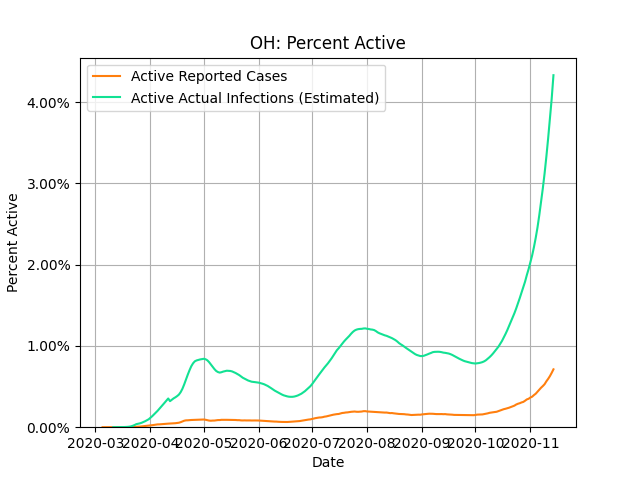 OH: Percent Active
Active Reported Cases
Active Actual Infections (Estimated)
Percent Active
4.00%
3.00%
2.00%
1.00%
0.00%
2020-03 2020-04 2020-05 2020-06 2020-07 2020-08 2020-09 2020-10 2020-11
Date